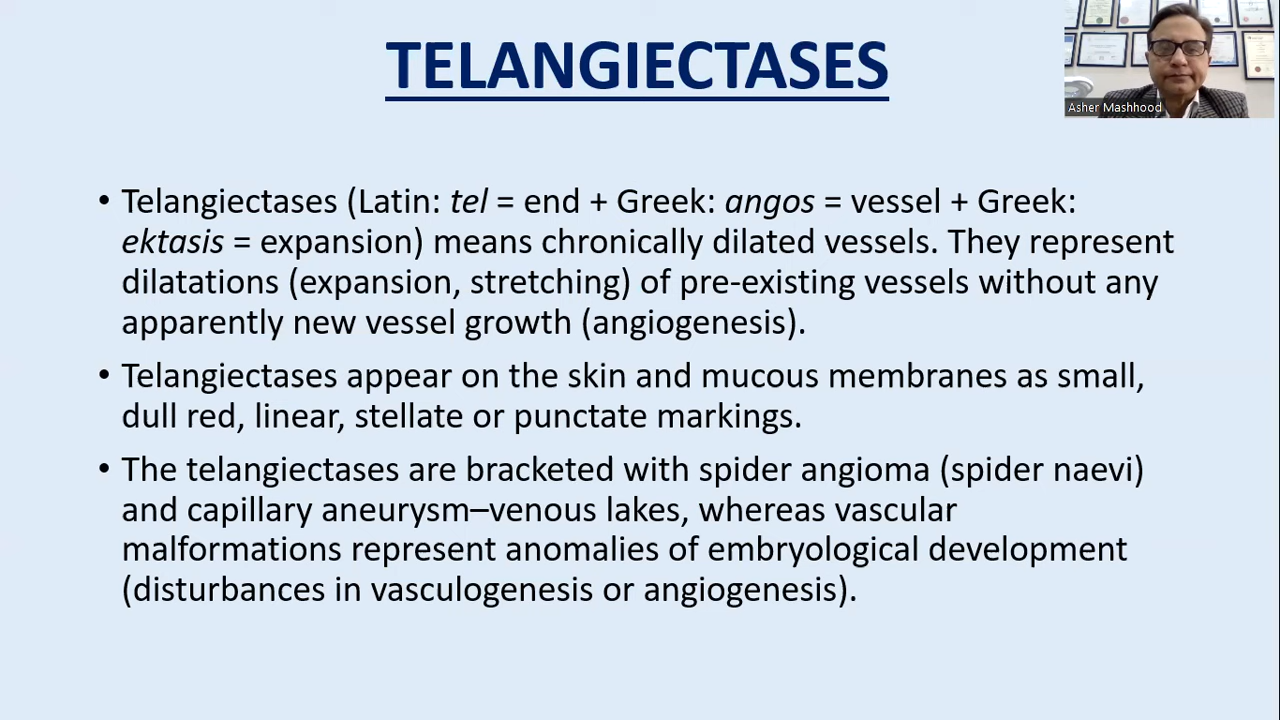 TELANGIECTASES
Asher Mashhood
• Telangiectases (Latin: tel = end + Greek: angos = vessel + Greek:
ektasis = expansion) means chronically dilated vessels. They represent
dilatations (expansion, stretching) of pre-existing vessels without any
apparently new vessel growth (angiogenesis).
• Telangiectases appear on the skin and mucous membranes as small,
dull red, linear, stellate or punctate markings.
• The telangiectases are bracketed with spider angioma (spider naevi)
and capillary aneurysm–venous lakes, whereas vascular
malformations represent anomalies of embryological development
(disturbances in vasculogenesis or angiogenesis).